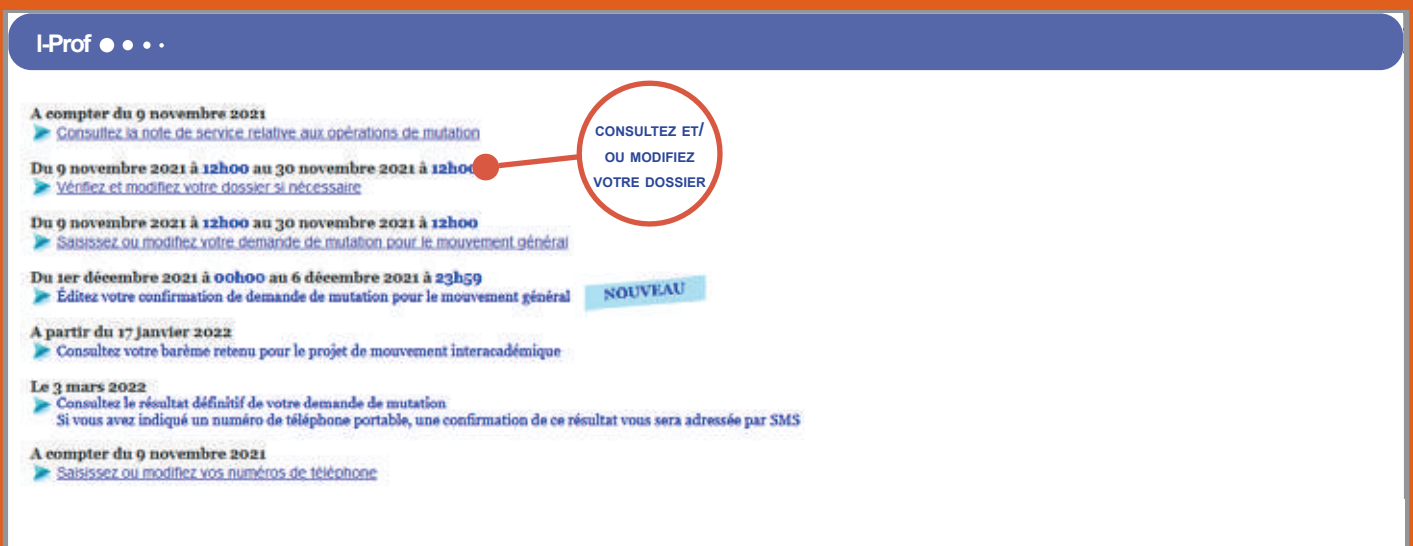 I-Prof
A compter du 9 novembre 2021
Consultez la note de service relative aux opérations de mutation
CONSULTEZ ET/
OU MODIFIEZ
VOTRE DOSSIER
Du 9 novembre 2021 à 12h00 au 30 novembre 2021 à 12h00
Vérifiez et modifiez votre dossier si nécessaire
Du 9 novembre 2021 à 12h00 au 30 novembre 2021 à 12h00
Saisissez ou modifiez votre demande de mutation pour le mouvement général
Du 1er décembre 2021 à 00h00 au 6 décembre 2021 à 23h59
Éditez votre confirmation de demande de mutation pour le mouvement général
NOUVEAU
A partir du 17 janvier 2022
Consultez votre barème retenu pour le projet de mouvement interacadémique
Le 3 mars 2022
Consultez le résultat définitif de votre demande de mutation
Si vous avez indiqué un numéro de téléphone portable, une confirmation de ce résultat vous sera adressée par SMS
A compter du 9 novembre 2021
Saisissez ou modifiez vos numéros de téléphone